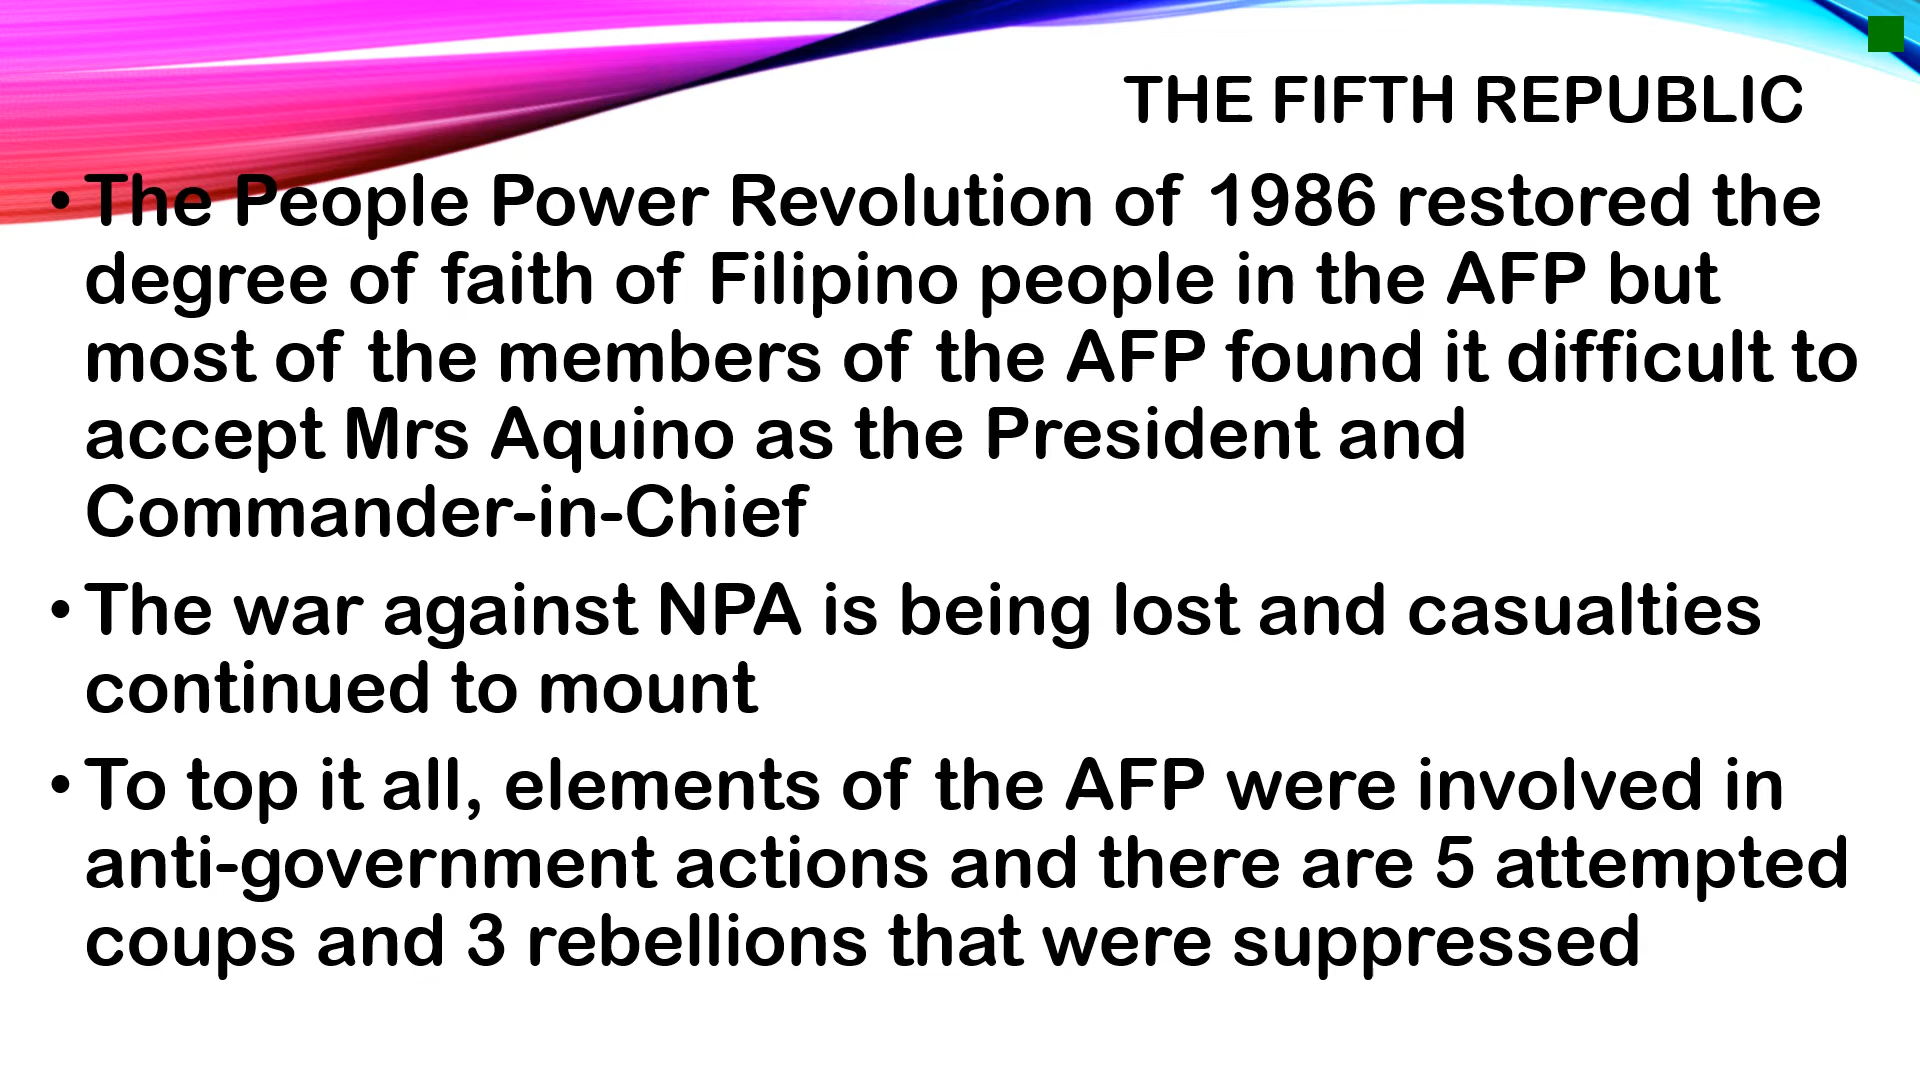 THE FIFTH REPUBLIC
• The People Power Revolution of 1986 restored the
degree of faith of Filipino people in the AFP but
most of the members of the AFP found it difficult to
accept Mrs Aquino as the President and
Commander-in-Chief
• The war against NPA is being lost and casualties
continued to mount
• To top it all, elements of the AFP were involved in
anti-government actions and there are 5 attempted
coups and 3 rebellions that were suppressed